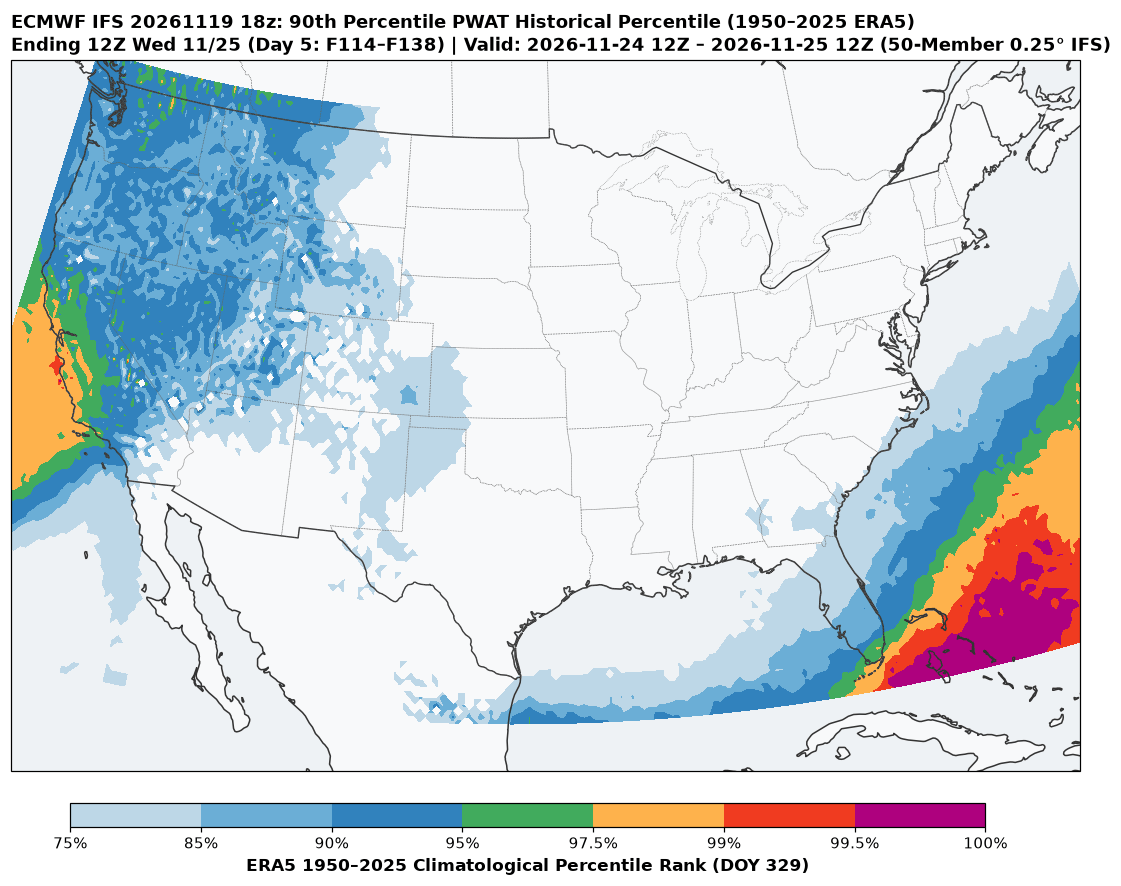 ECMWF IFS 20261119 18z: 90th Percentile PWAT Historical Percentile (1950–2025 ERA5)
Ending 12Z Wed 11/25 (Day 5: F114–F138) | Valid: 2026-11-24 12Z – 2026-11-25 12Z (50-Member 0.25° IFS)
75% 85% 90% 95% 97.5% 99% 99.5% 100%
ERA5 1950–2025 Climatological Percentile Rank (DOY 329)